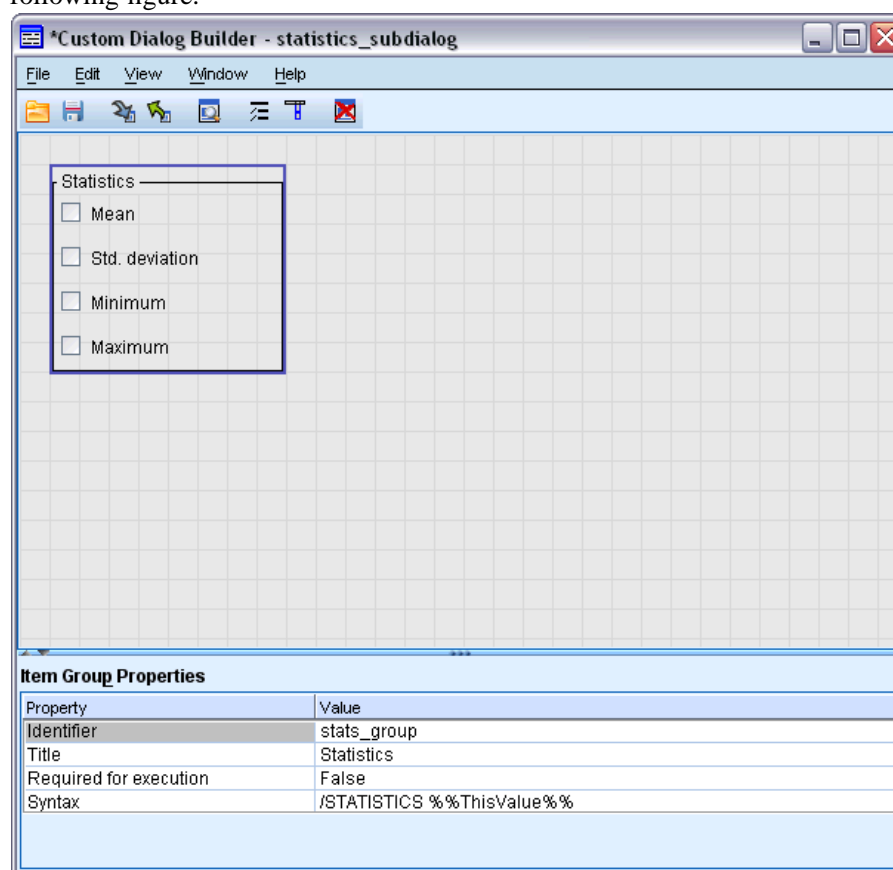 following figure.
*Custom Dialog Builder - statistics_subdialog
File Edit View Window Help
Statistics
Mean
Std. deviation
Minimum
Maximum
Item Group Properties
Property Value
Identifier stats_group
Title Statistics
Required for execution False
Syntax /STATISTICS %%ThisValue%%